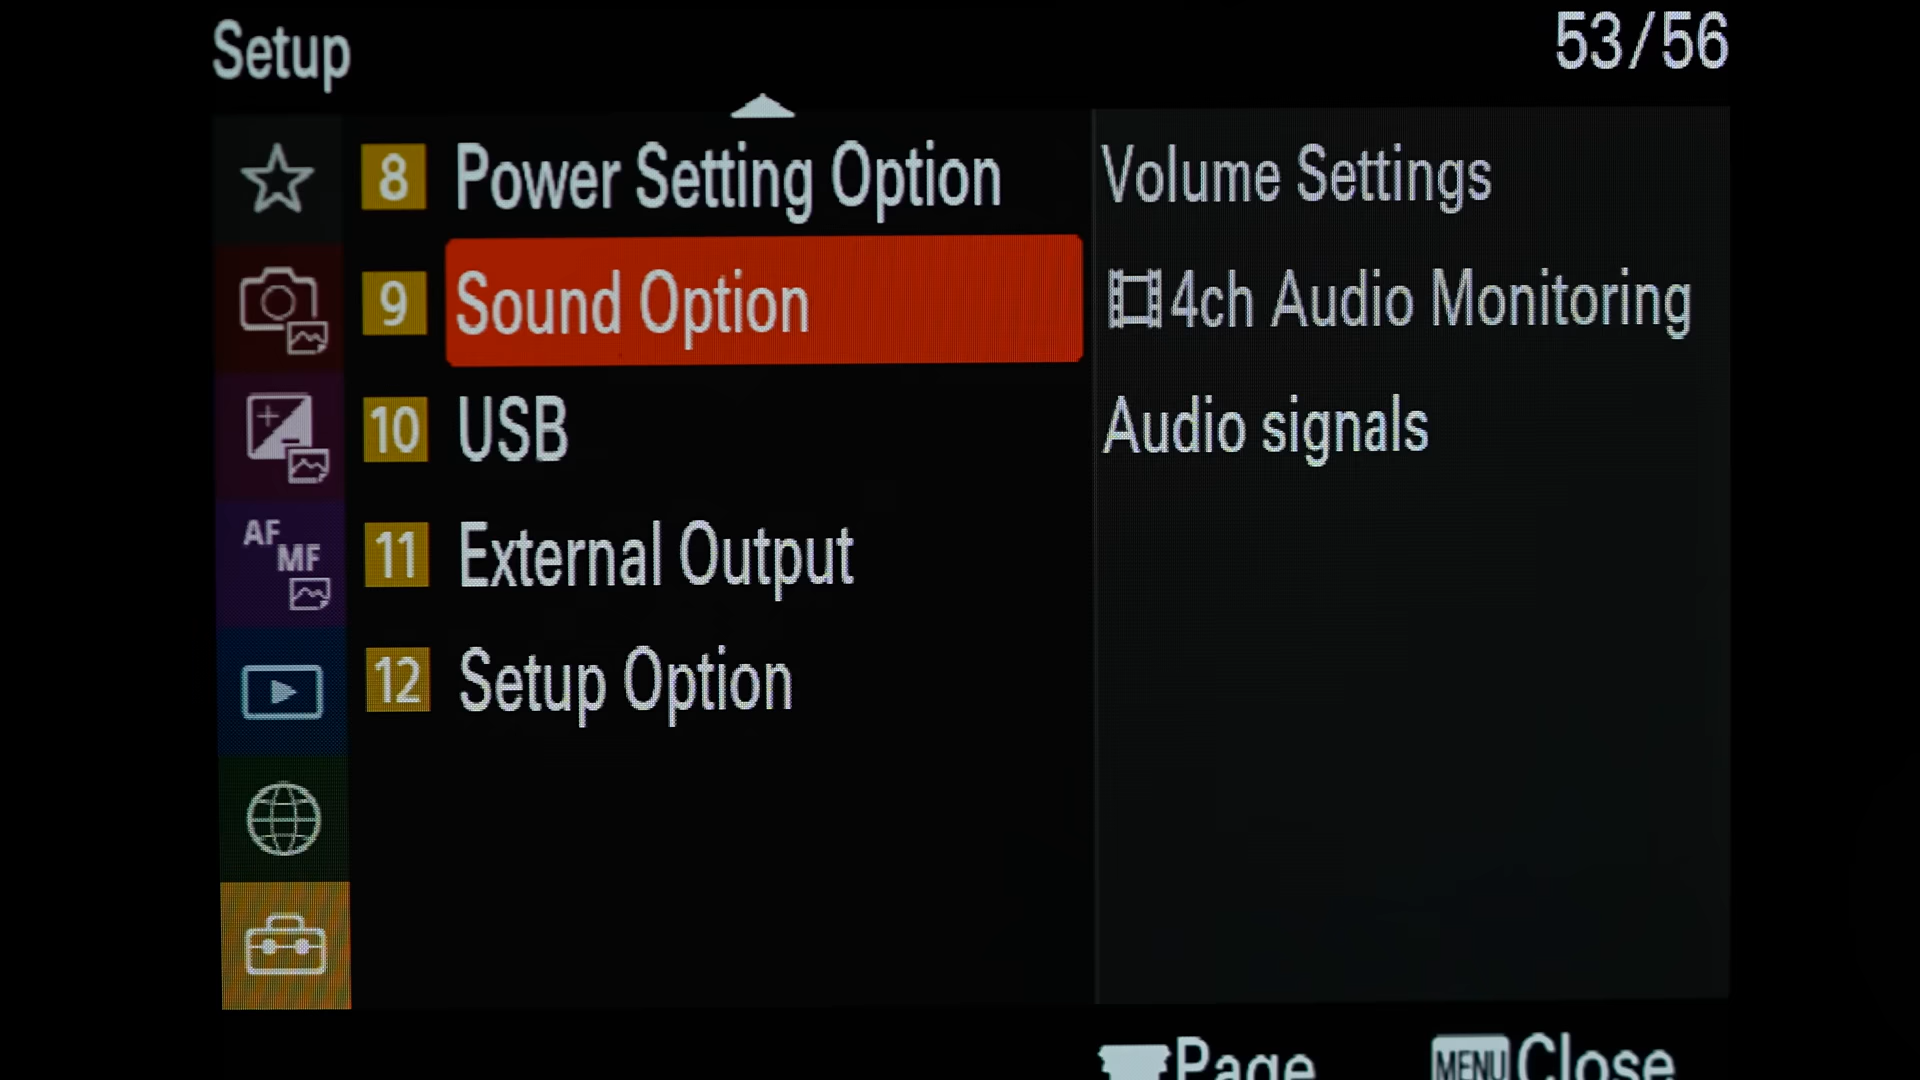 Setup
53/56
8 Power Setting Option
9 Sound Option
10 USB
11 External Output
12 Setup Option
Volume Settings
4ch Audio Monitoring
Audio signals
AF
MF
Page
MENU Close